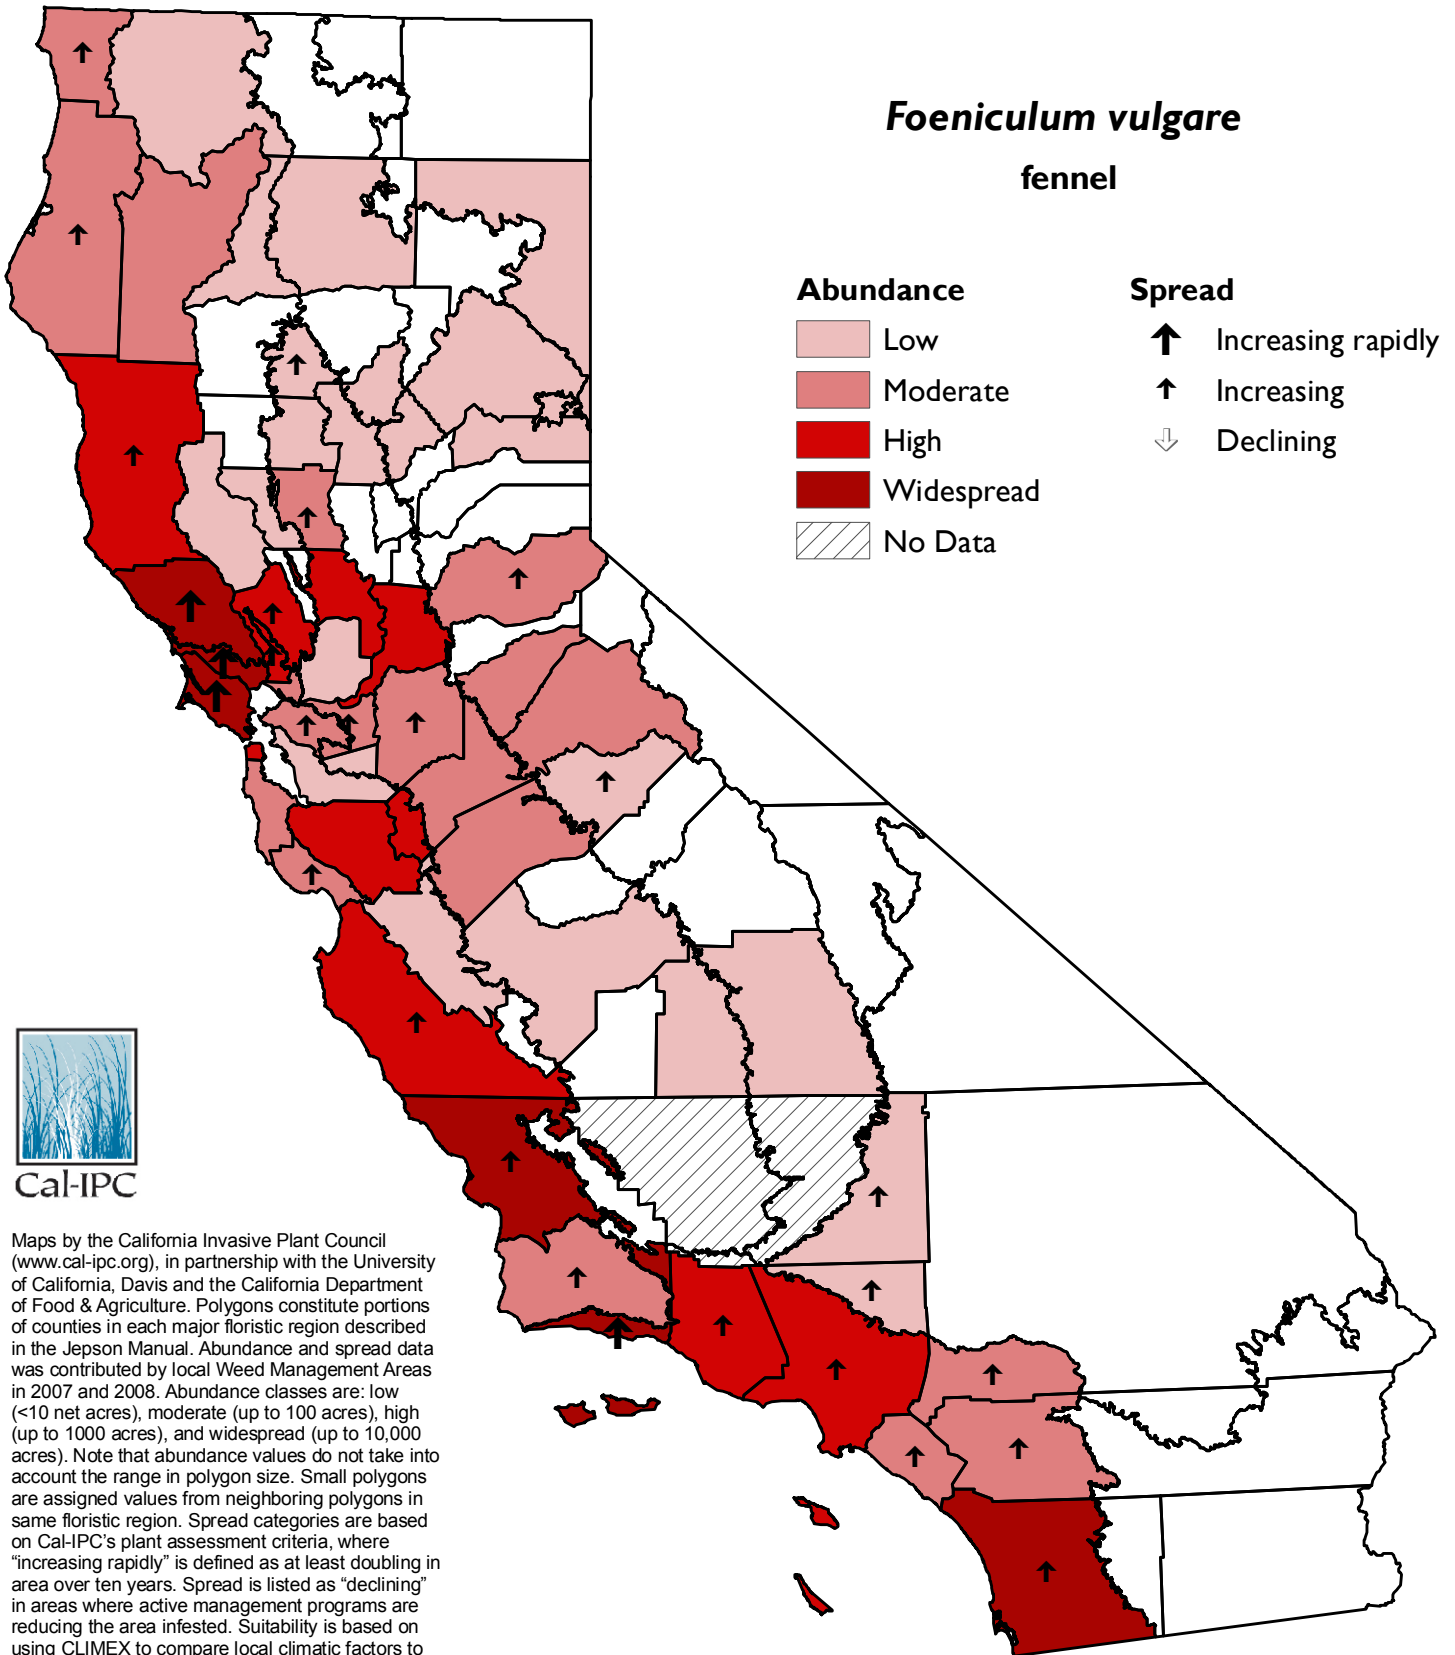 Foeniculum vulgare
fennel
Abundance
Low
Moderate
High
Widespread
No Data
Spread
Increasing rapidly
Increasing
Declining
Cal-IPC
Maps by the California Invasive Plant Council
(www.cal-ipc.org), in partnership with the University
of California, Davis and the California Department
of Food & Agriculture. Polygons constitute portions
of counties in each major floristic region described
in the Jepson Manual. Abundance and spread data
was contributed by local Weed Management Areas
in 2007 and 2008. Abundance classes are: low
(<10 net acres), moderate (up to 100 acres), high
(up to 1000 acres), and widespread (up to 10,000
acres). Note that abundance values do not take into
account the range in polygon size. Small polygons
are assigned values from neighboring polygons in
same floristic region. Spread categories are based
on Cal-IPC's plant assessment criteria, where
“increasing rapidly” is defined as at least doubling in
area over ten years. Spread is listed as “declining”
in areas where active management programs are
reducing the area infested. Suitability is based on
using CLIMEX to compare local climatic factors to